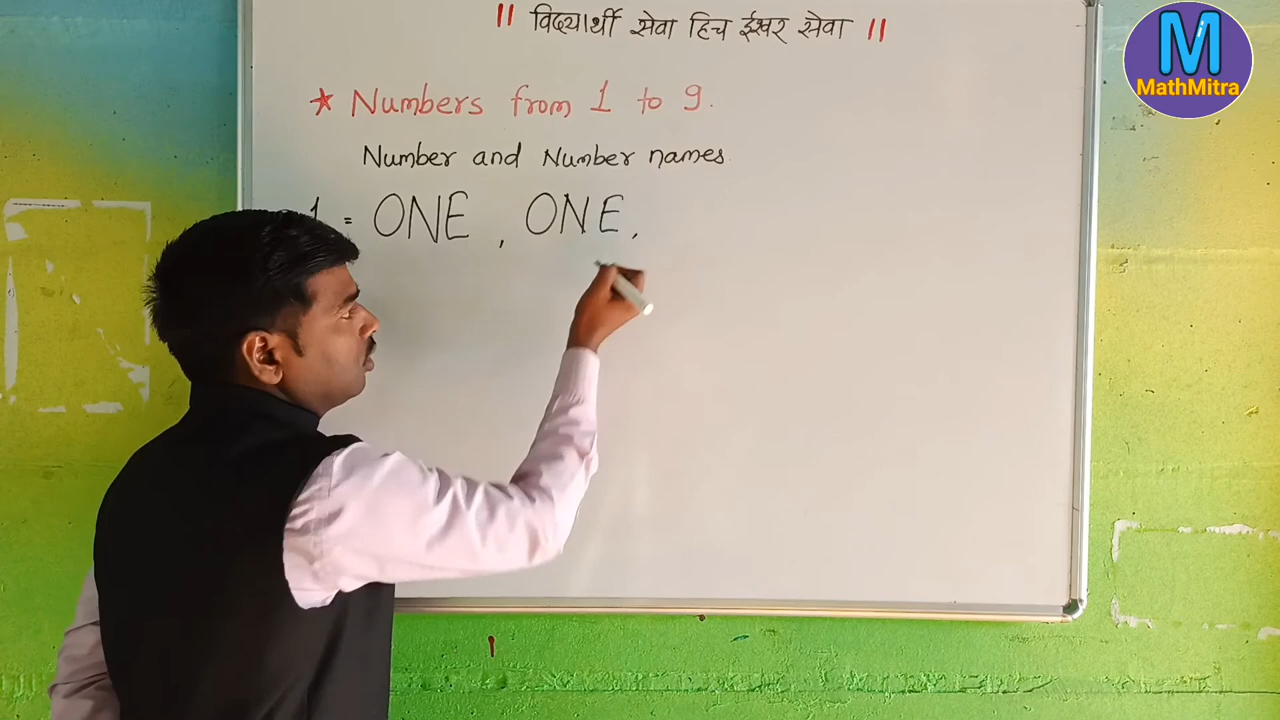 || विद्यार्थी सेवा हिच ईश्वर सेवा ||
M
MathMitra
★ Numbers from 1 to 9.
Number and Number names.
1 = ONE , ONE ,